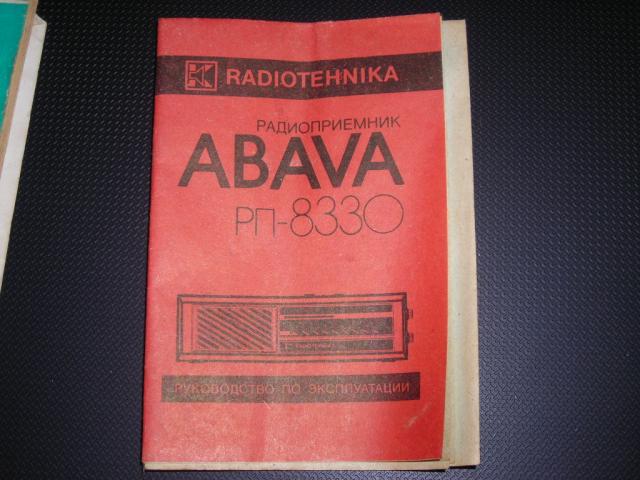 RADIOTEHNIKA
РАДИОПРИЕМНИК
ABAVA
РП-8330
РУКОВОДСТВО ПО ЭКСПЛУАТАЦИИ